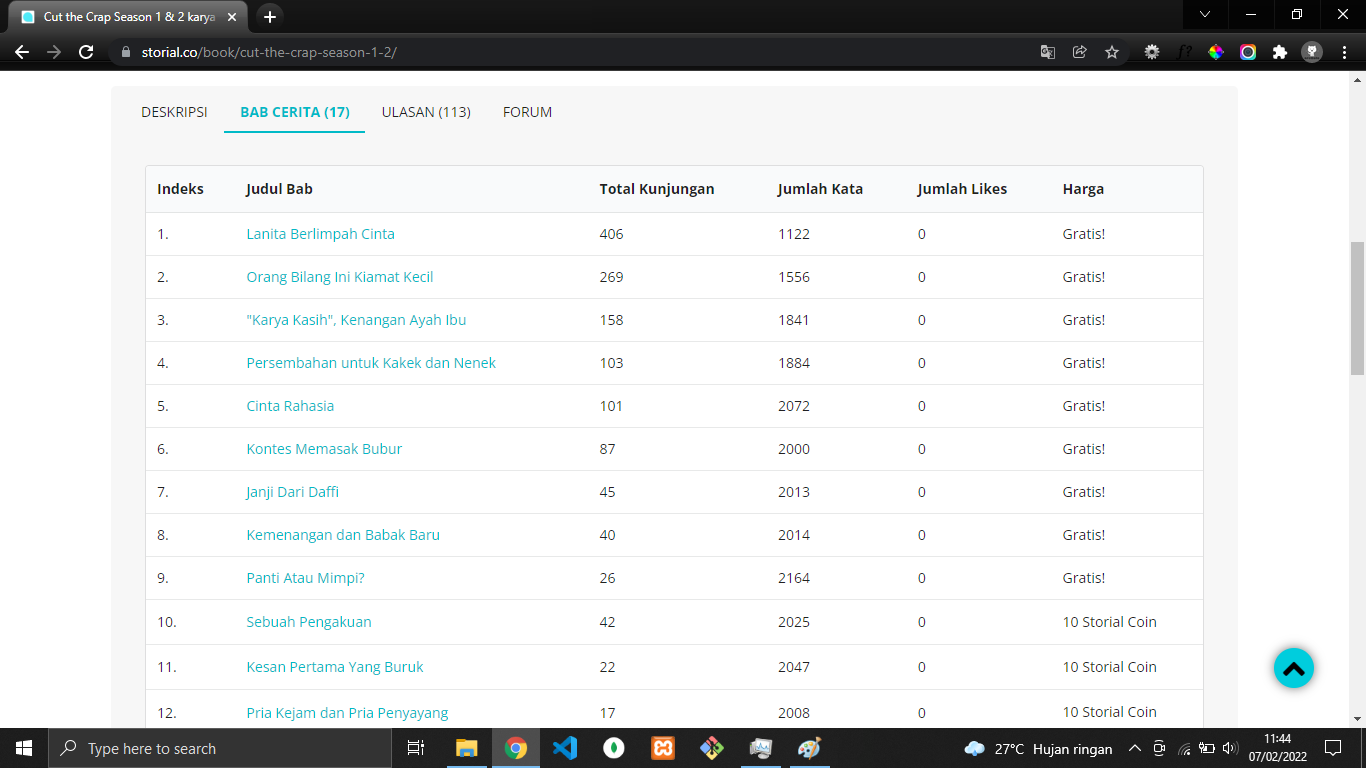 Cut the Crap Season 1 & 2 karya
storial.co/book/cut-the-crap-season-1-2/
f?
DESKRIPSI BAB CERITA (17) ULASAN (113) FORUM
Indeks Judul Bab Total Kunjungan Jumlah Kata Jumlah Likes Harga
1. Lanita Berlimpah Cinta 406 1122 0 Gratis!
2. Orang Bilang Ini Kiamat Kecil 269 1556 0 Gratis!
3. "Karya Kasih", Kenangan Ayah Ibu 158 1841 0 Gratis!
4. Persembahan untuk Kakek dan Nenek 103 1884 0 Gratis!
5. Cinta Rahasia 101 2072 0 Gratis!
6. Kontes Memasak Bubur 87 2000 0 Gratis!
7. Janji Dari Daffi 45 2013 0 Gratis!
8. Kemenangan dan Babak Baru 40 2014 0 Gratis!
9. Panti Atau Mimpi? 26 2164 0 Gratis!
10. Sebuah Pengakuan 42 2025 0 10 Storial Coin
11. Kesan Pertama Yang Buruk 22 2047 0 10 Storial Coin
12. Pria Kejam dan Pria Penyayang 17 2008 0 10 Storial Coin
Type here to search
27°C Hujan ringan
11:44
07/02/2022